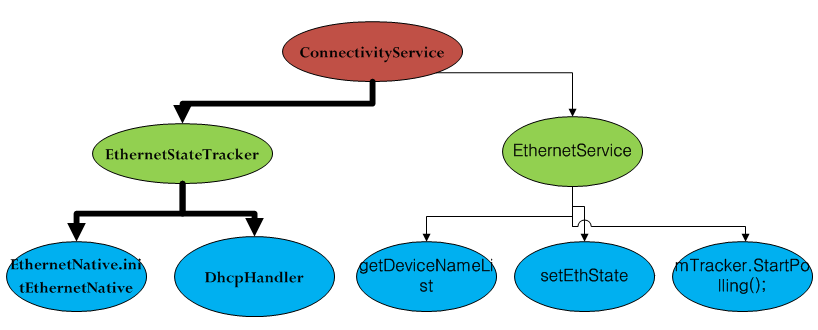 ConnectivityService
EthernetStateTracker
EthernetService
EthernetNative.ini
tEthernetNative
DhcpHandler
getDeviceNameLi
st
setEthState
mTracker.StartPo
lling();